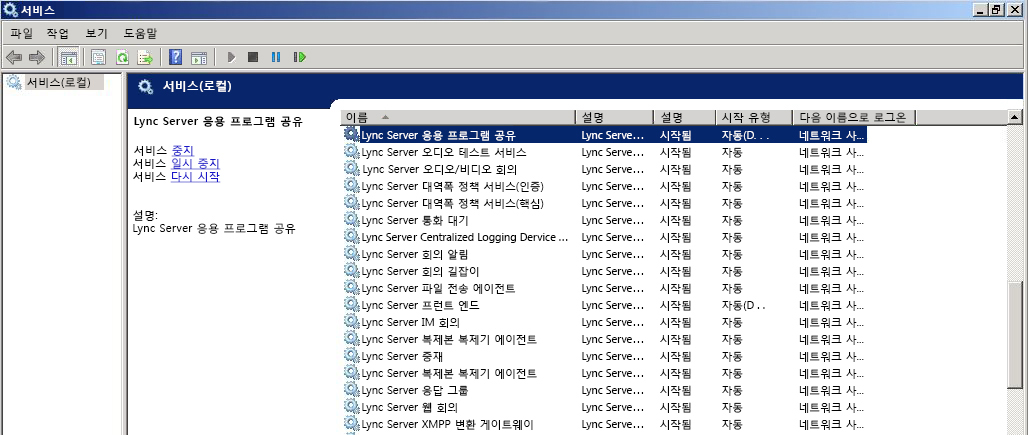 서비스
파일 작업 보기 도움말
서비스(로컬)
서비스(로컬)
Lync Server 응용 프로그램 공유
서비스 중지
서비스 일시 중지
서비스 다시 시작
설명:
Lync Server 응용 프로그램 공유
이름 설명 설명 시작 유형 다음 이름으로 로그온
Lync Server 응용 프로그램 공유 Lync Serve... 시작됨 자동(D. . . 네트워크 사...
Lync Server 오디오 테스트 서비스 Lync Serve... 시작됨 자동 네트워크 사...
Lync Server 오디오/비디오 회의 Lync Serve... 시작됨 자동 네트워크 사...
Lync Server 대역폭 정책 서비스(인증) Lync Serve... 시작됨 자동 네트워크 사...
Lync Server 대역폭 정책 서비스(핵심) Lync Serve... 시작됨 자동 네트워크 사...
Lync Server 통화 대기 Lync Serve... 시작됨 자동 네트워크 사...
Lync Server Centralized Logging Dervice ... Lync Serve... 시작됨 자동 네트워크 사...
Lync Server 회의 알림 Lync Serve... 시작됨 자동 네트워크 사...
Lync Server 회의 길잡이 Lync Serve... 시작됨 자동 네트워크 사...
Lync Server 파일 전송 에이전트 Lync Serve... 시작됨 자동 네트워크 사...
Lync Server 프런트 엔드 Lync Serve... 시작됨 자동(D . . 네트워크 사...
Lync Server IM 회의 Lync Serve... 시작됨 자동 네트워크 사...
Lync Server 복제본 복제기 에이전트 Lync Serve... 시작됨 자동 네트워크 사...
Lync Server 중재 Lync Serve... 시작됨 자동 네트워크 사...
Lync Server 복제본 복제기 에이전트 Lync Serve... 시작됨 자동 네트워크 사...
Lync Server 응답 그룹 Lync Serve... 시작됨 자동 네트워크 사...
Lync Server 웹 회의 Lync Serve... 시작됨 자동 네트워크 사...
Lync Server XMPP 변환 게이트웨이 Lync Serve... 시작됨 자동 네트워크 사...